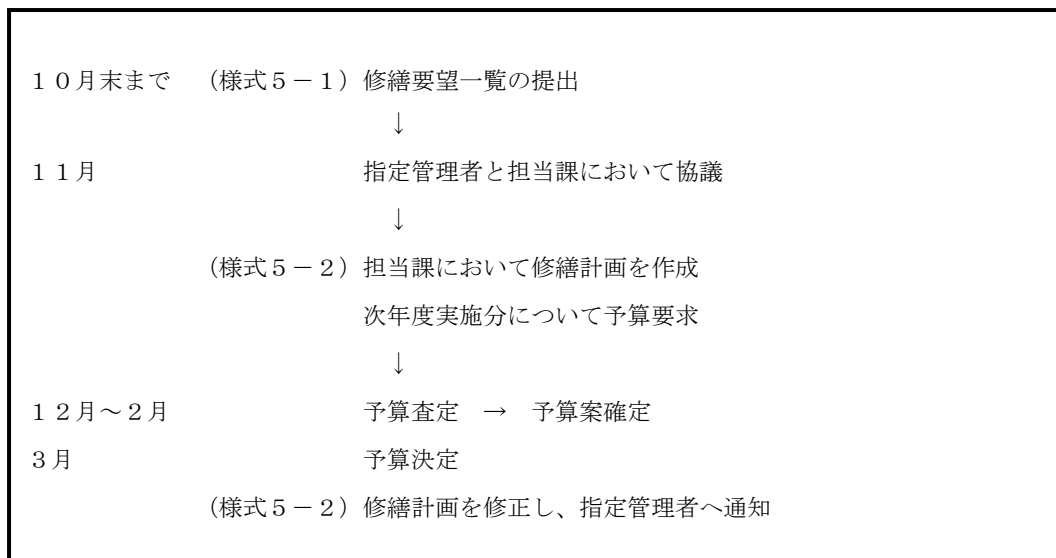 １０月末まで　（様式５－１）修繕要望一覧の提出
↓
１１月　指定管理者と担当課において協議
↓
（様式５－２）担当課において修繕計画を作成
次年度実施分について予算要求
↓
１２月～２月　予算査定　→　予算案確定
３月　予算決定
（様式５－２）修繕計画を修正し、指定管理者へ通知